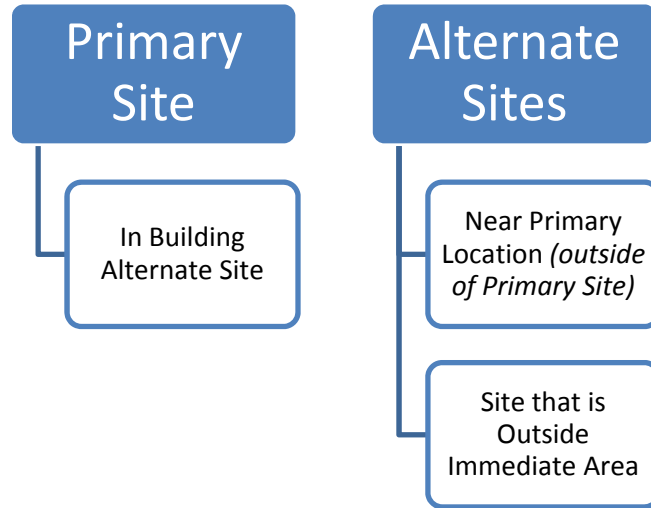 Primary
Site
In Building
Alternate Site
Alternate
Sites
Near Primary
Location (outside
of Primary Site)
Site that is
Outside
Immediate Area